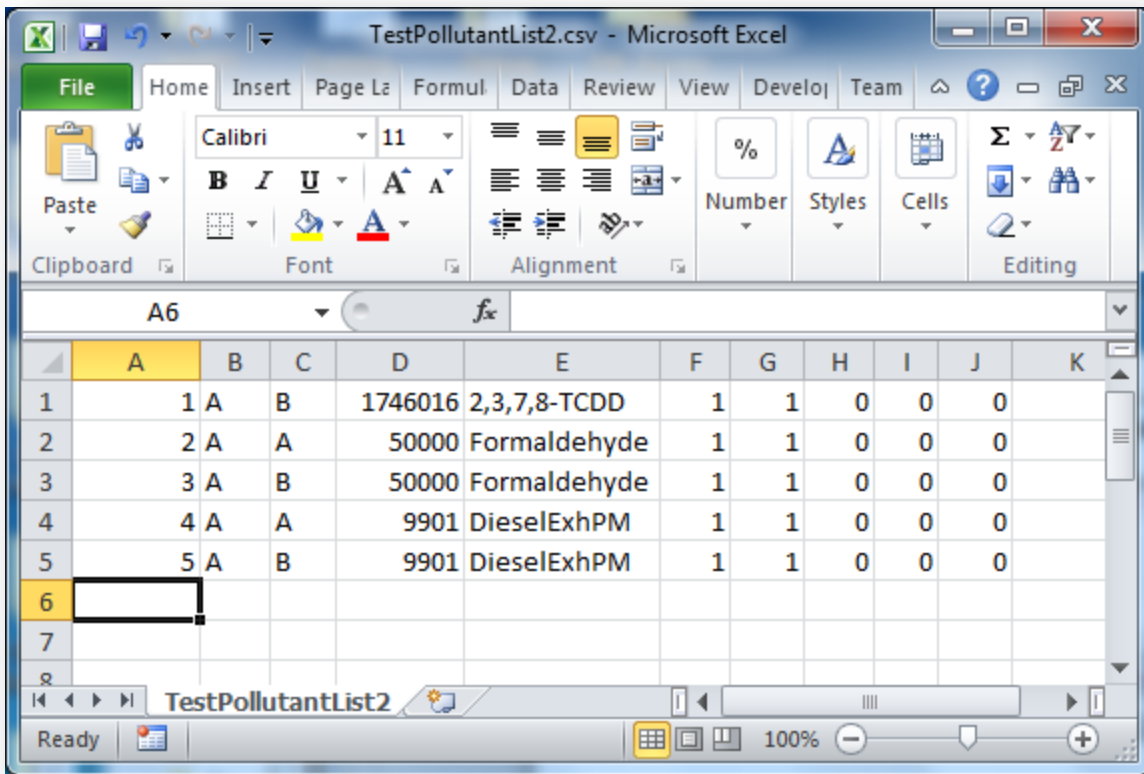 TestPollutantList2.csv - Microsoft Excel
File Home Insert Page La Formul Data Review View Develo Team
Calibri 11
Paste
B I U A A
% Number Styles Cells
Clipboard Font Alignment Editing
A6 fx
A B C D E F G H I J K
1 1 A B 1746016 2,3,7,8-TCDD 1 1 0 0 0
2 2 A A 50000 Formaldehyde 1 1 0 0 0
3 3 A B 50000 Formaldehyde 1 1 0 0 0
4 4 A A 9901 DieselExhPM 1 1 0 0 0
5 5 A B 9901 DieselExhPM 1 1 0 0 0
6
7
8
TestPollutantList2
Ready 100%